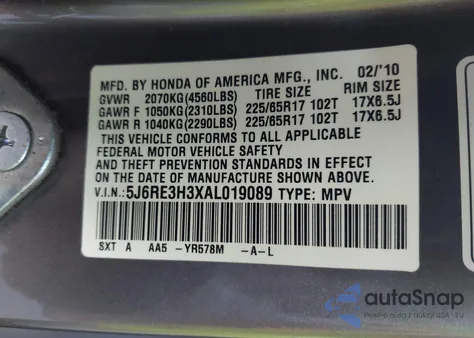 MFD. BY HONDA OF AMERICA MFG., INC. 02/'10
GVWR 2070KG(4560LBS) TIRE SIZE RIM SIZE
GAWR F 1050KG(2310LBS) 225/65R17 102T 17X6.5J
GAWR R 1040KG(2290LBS) 225/65R17 102T 17X6.5J
THIS VEHICLE CONFORMS TO ALL APPLICABLE
FEDERAL MOTOR VEHICLE SAFETY
AND THEFT PREVENTION STANDARDS IN EFFECT
ON THE DATE OF MANUFACTURE SHOWN ABOVE.
V.I.N.: 5J6RE3H3XAL019089 TYPE: MPV
SXT A AA5 -YR578M -A-L
autoSnap